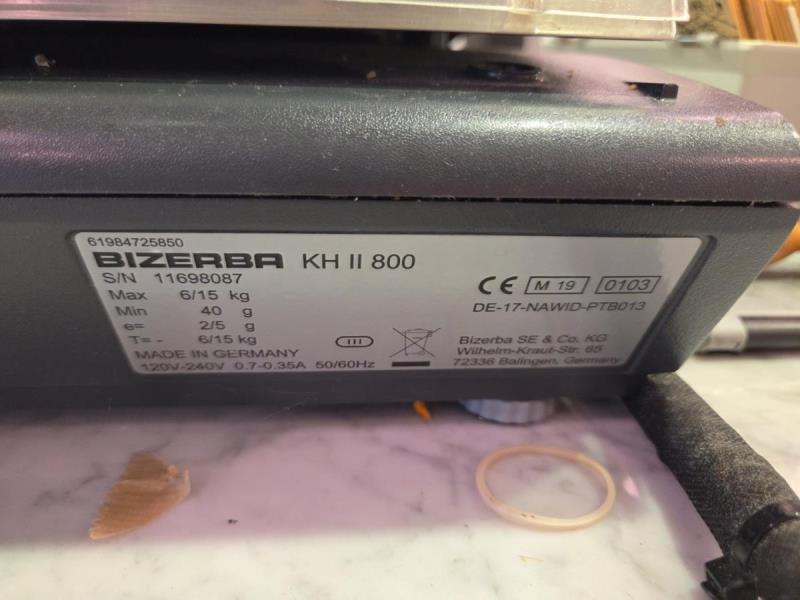 61984725850
BIZERBA KH II 800
S/N 11698087
Max 6/15 kg
Min 40 g
e= 2/5 g
T= - 6/15 kg
MADE IN GERMANY
120V-240V 0.7-0.35A 50/60Hz
III
CE M 19 0103
DE-17-NAWID-PTB013
Bizerba SE & Co. KG
Wilhelm-Kraut-Str. 65
72336 Balingen, Germany